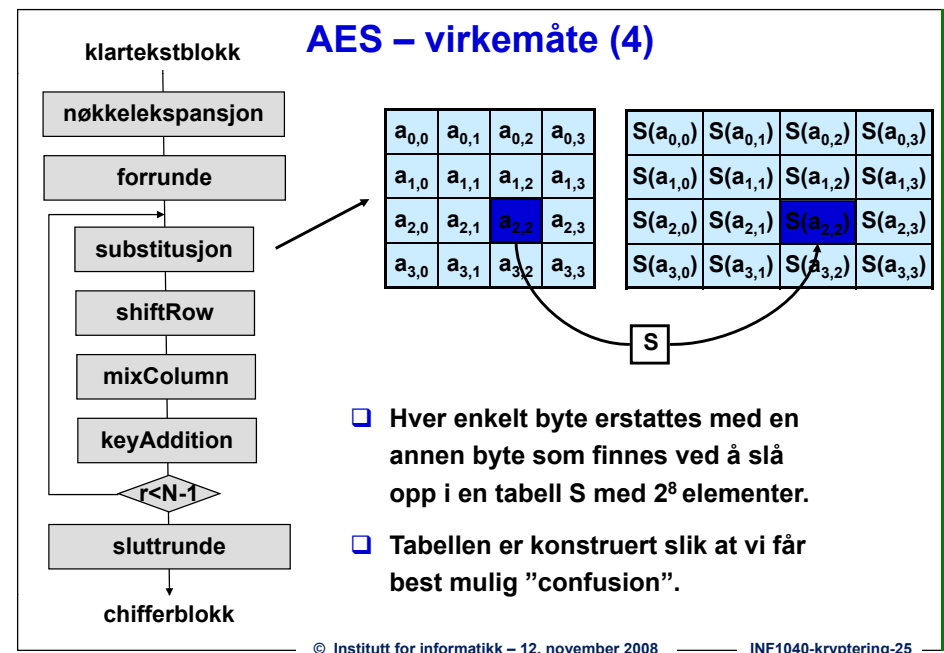 AES – virkemåte (4)
klartekstblokk
nøkkelekspansjon
forrunde
substitusjon
shiftRow
mixColumn
keyAddition
r<N-1
sluttrunde
chifferblokk
a0,0 a0,1 a0,2 a0,3
a1,0 a1,1 a1,2 a1,3
a2,0 a2,1 a2,2 a2,3
a3,0 a3,1 a3,2 a3,3
S(a0,0) S(a0,1) S(a0,2) S(a0,3)
S(a1,0) S(a1,1) S(a1,2) S(a1,3)
S(a2,0) S(a2,1) S(a2,2) S(a2,3)
S(a3,0) S(a3,1) S(a3,2) S(a3,3)
S
❑ Hver enkelt byte erstattes med en
annen byte som finnes ved å slå
opp i en tabell S med 2⁸ elementer.
❑ Tabellen er konstruert slik at vi får
best mulig ”confusion”.
© Institutt for informatikk – 12. november 2008
INF1040-kryptering-25